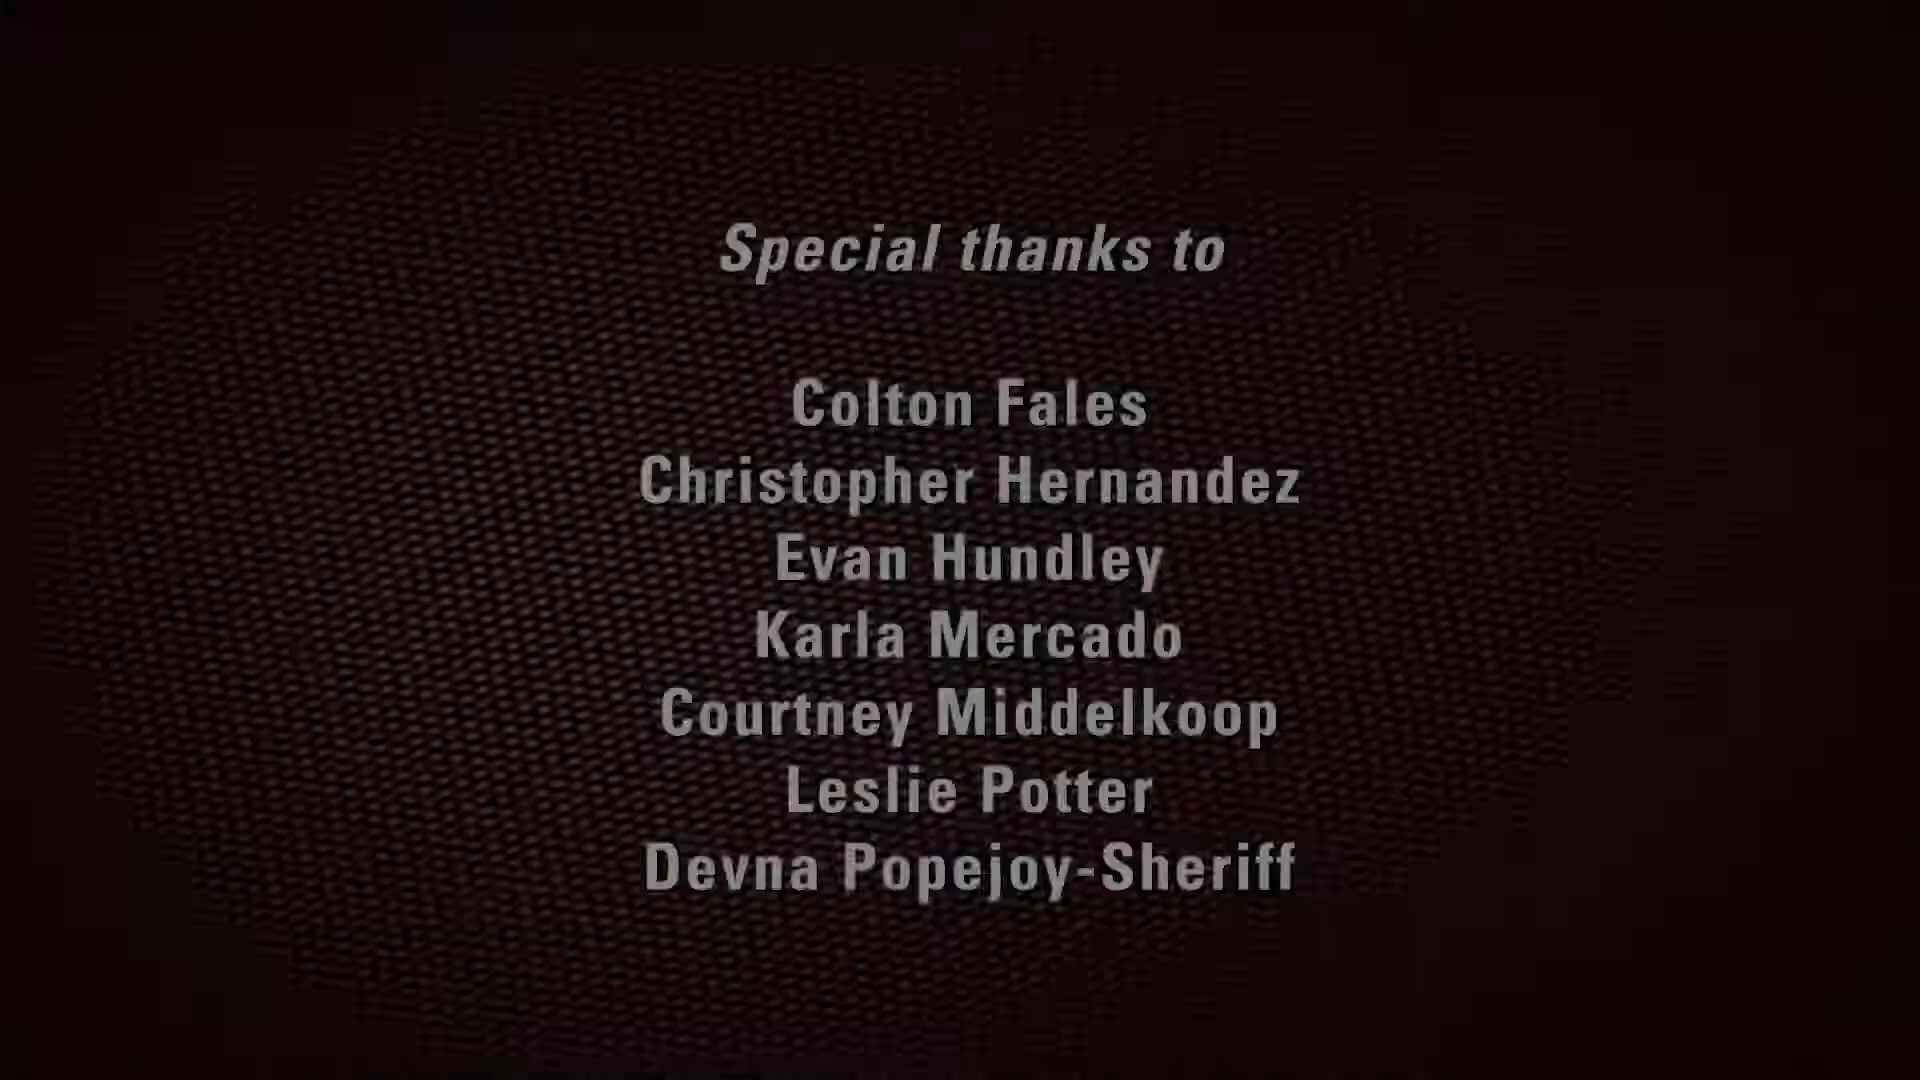 Special thanks to
Colton Fales
Christopher Hernandez
Evan Hundley
Karla Mercado
Courtney Middelkoop
Leslie Potter
Devna Popejoy-Sheriff